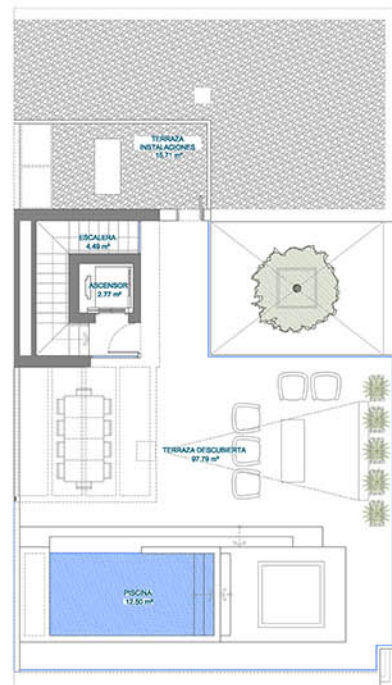 TERRAZA
INSTALACIONES
15.71 m²
ESCALERA
4.49 m²
ASCENSOR
2.77 m²
TERRAZA DESCUBIERTA
97.79 m²
PISCINA
12.50 m²